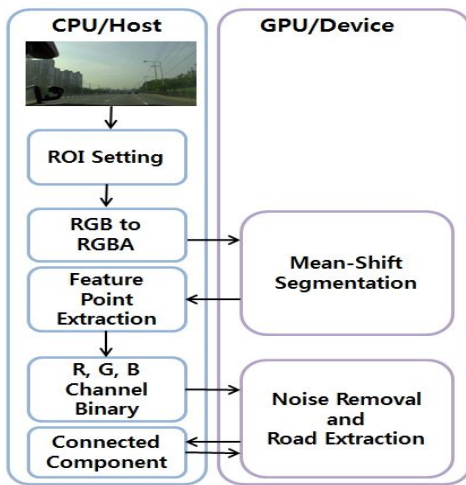 CPU/Host
GPU/Device
ROI Setting
RGB to
RGBA
Mean-Shift
Segmentation
Feature
Point
Extraction
R, G, B
Channel
Binary
Noise Removal
and
Road Extraction
Connected
Component